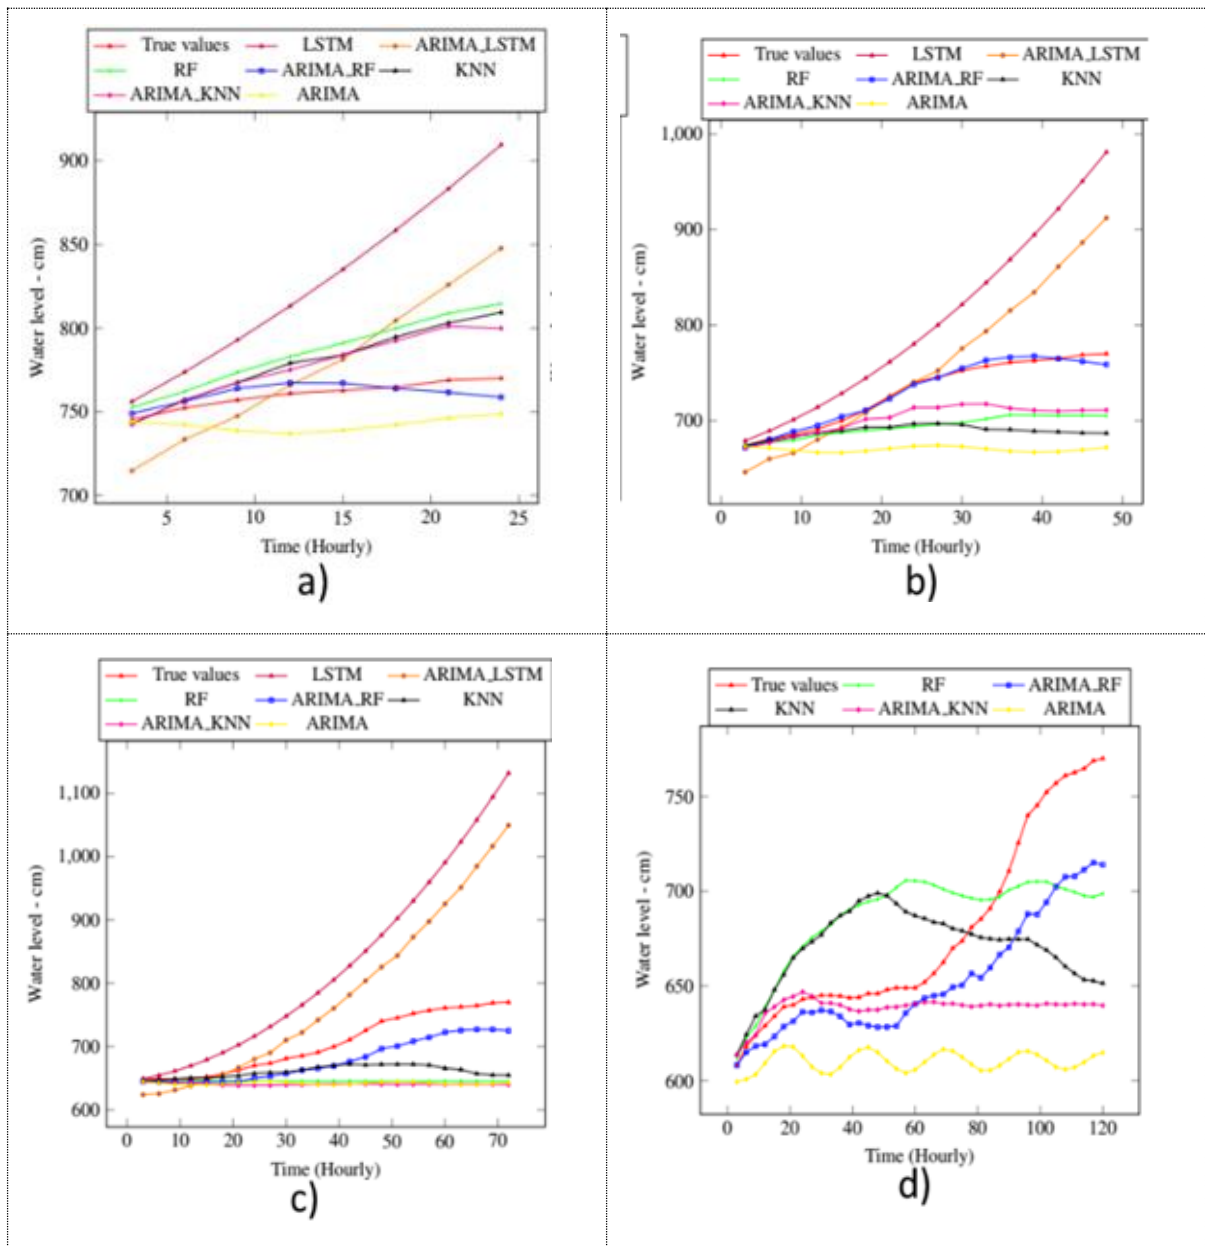 True values LSTM ARIMA_LSTM
RF ARIMA_RF KNN
ARIMA_KNN ARIMA
900
850
800
750
700
Water level - cm)
5 10 15 20 25
Time (Hourly)
a)
True values LSTM ARIMA_LSTM
RF ARIMA_RF KNN
ARIMA_KNN ARIMA
1,000
900
800
700
Water level - cm)
0 10 20 30 40 50
Time (Hourly)
b)
True values LSTM ARIMA_LSTM
RF ARIMA_RF KNN
ARIMA_KNN ARIMA
1,100
1,000
900
800
700
600
Water level - cm)
0 10 20 30 40 50 60 70
Time (Hourly)
c)
True values RF ARIMA_RF
KNN ARIMA_KNN ARIMA
750
700
650
600
Water level - cm)
0 20 40 60 80 100 120
Time (Hourly)
d)